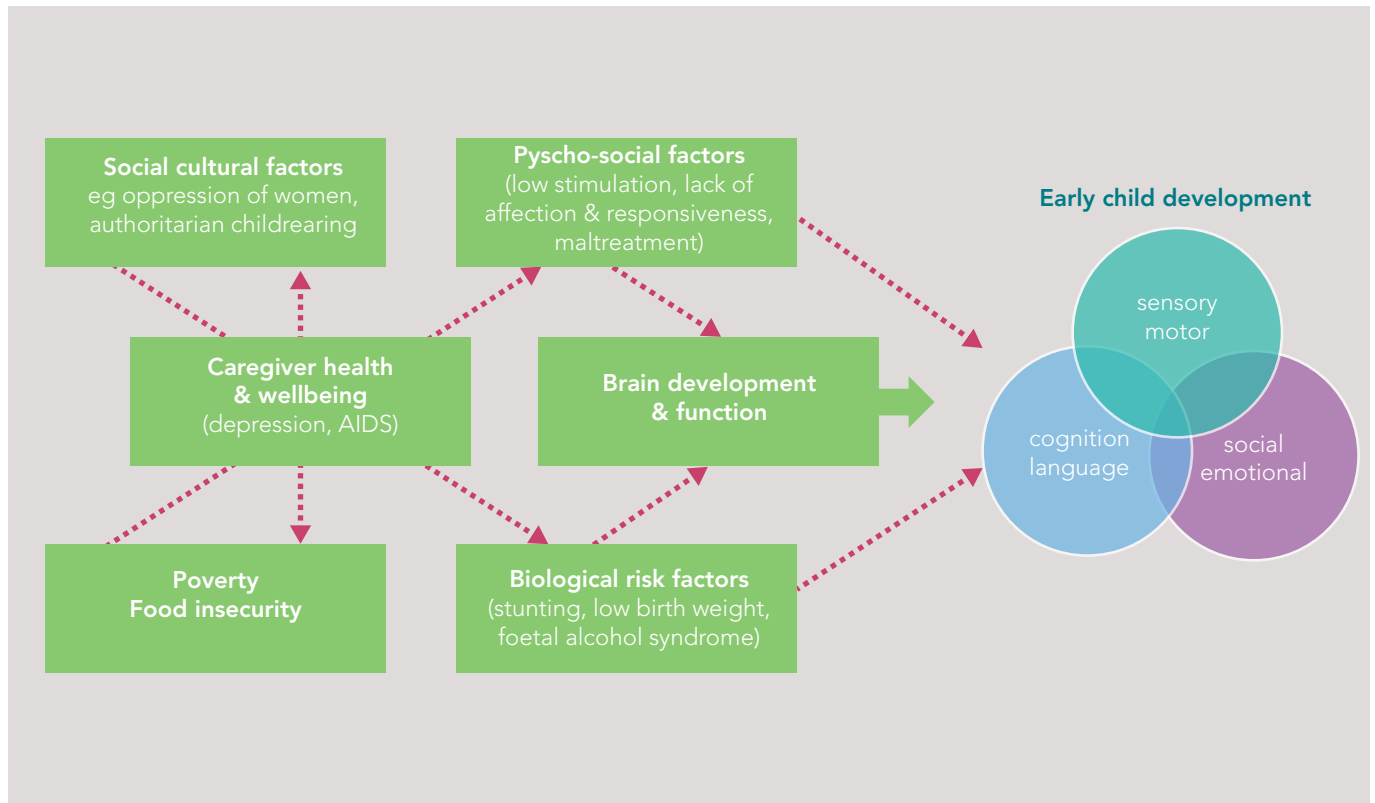 Social cultural factors
eg oppression of women,
authoritarian childrearing
Pyscho-social factors
(low stimulation, lack of
affection & responsiveness,
maltreatment)
Early child development
sensory
motor
Caregiver health
& wellbeing
(depression, AIDS)
Brain development
& function
cognition
language
social
emotional
Poverty
Food insecurity
Biological risk factors
(stunting, low birth weight,
foetal alcohol syndrome)